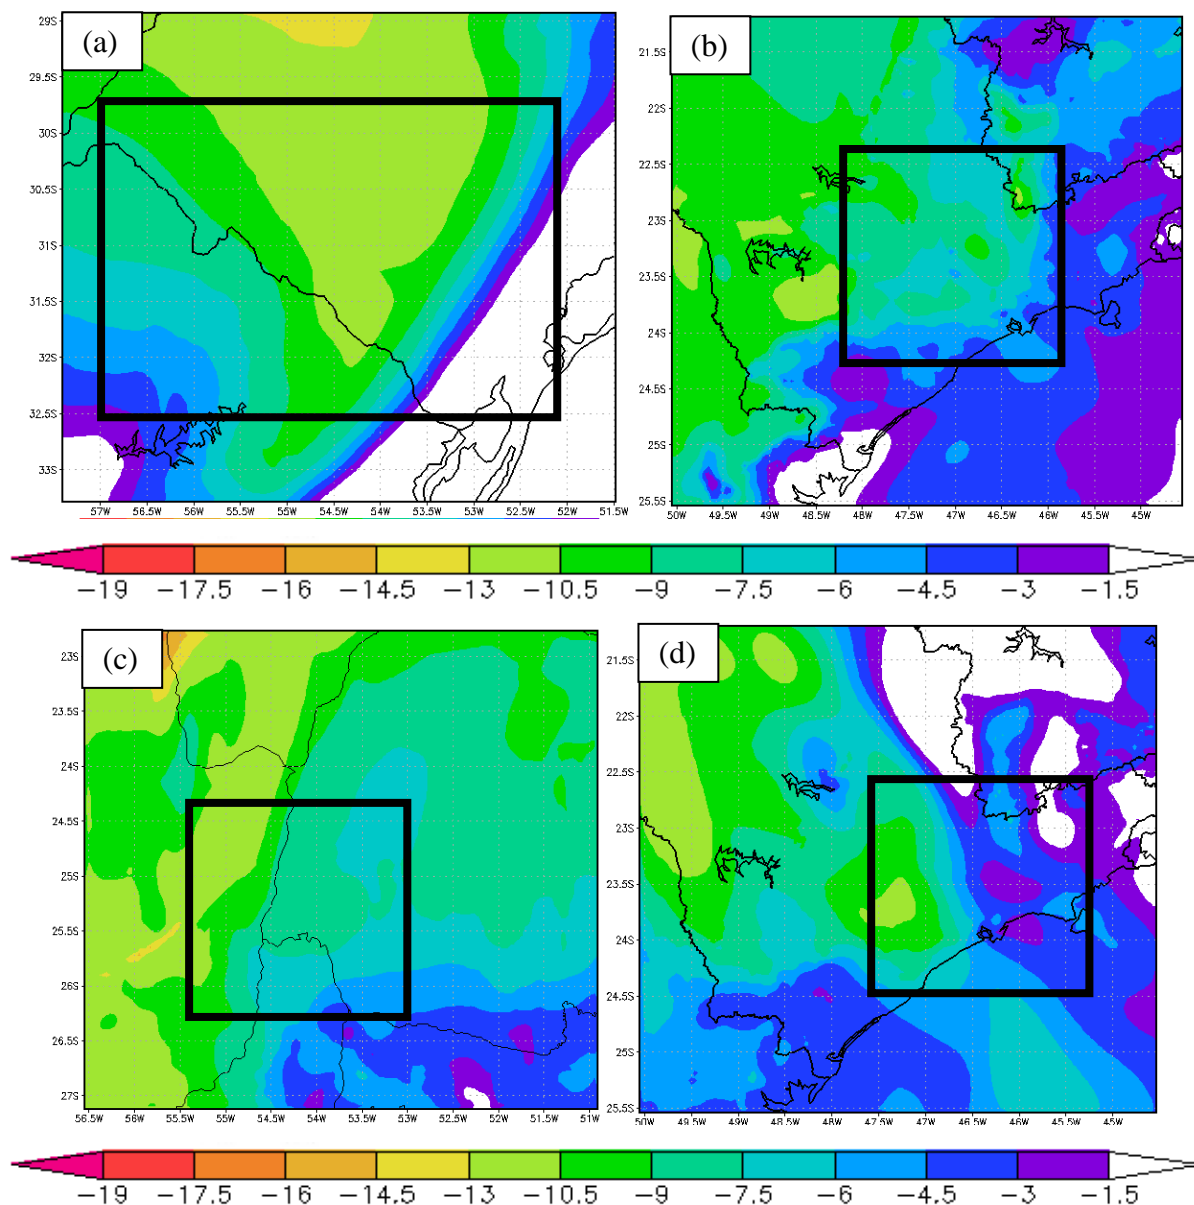 (a)
29S
29.5S
30S
30.5S
31S
31.5S
32S
32.5S
33S
57W 56.5W 56W 55.5W 55W 54.5W 54W 53.5W 53W 52.5W 52W 51.5W
(b)
21.5S
22S
22.5S
23S
23.5S
24S
24.5S
25S
25.5S
50W 49.5W 49W 48.5W 48W 47.5W 47W 46.5W 46W 45.5W 45W
-19 -17.5 -16 -14.5 -13 -10.5 -9 -7.5 -6 -4.5 -3 -1.5
(c)
23S
23.5S
24S
24.5S
25S
25.5S
26S
26.5S
27S
56.5W 56W 55.5W 55W 54.5W 54W 53.5W 53W 52.5W 52W 51.5W 51W
(d)
21.5S
22S
22.5S
23S
23.5S
24S
24.5S
25S
25.5S
50W 49.5W 49W 48.5W 48W 47.5W 47W 46.5W 46W 45.5W 45W
-19 -17.5 -16 -14.5 -13 -10.5 -9 -7.5 -6 -4.5 -3 -1.5